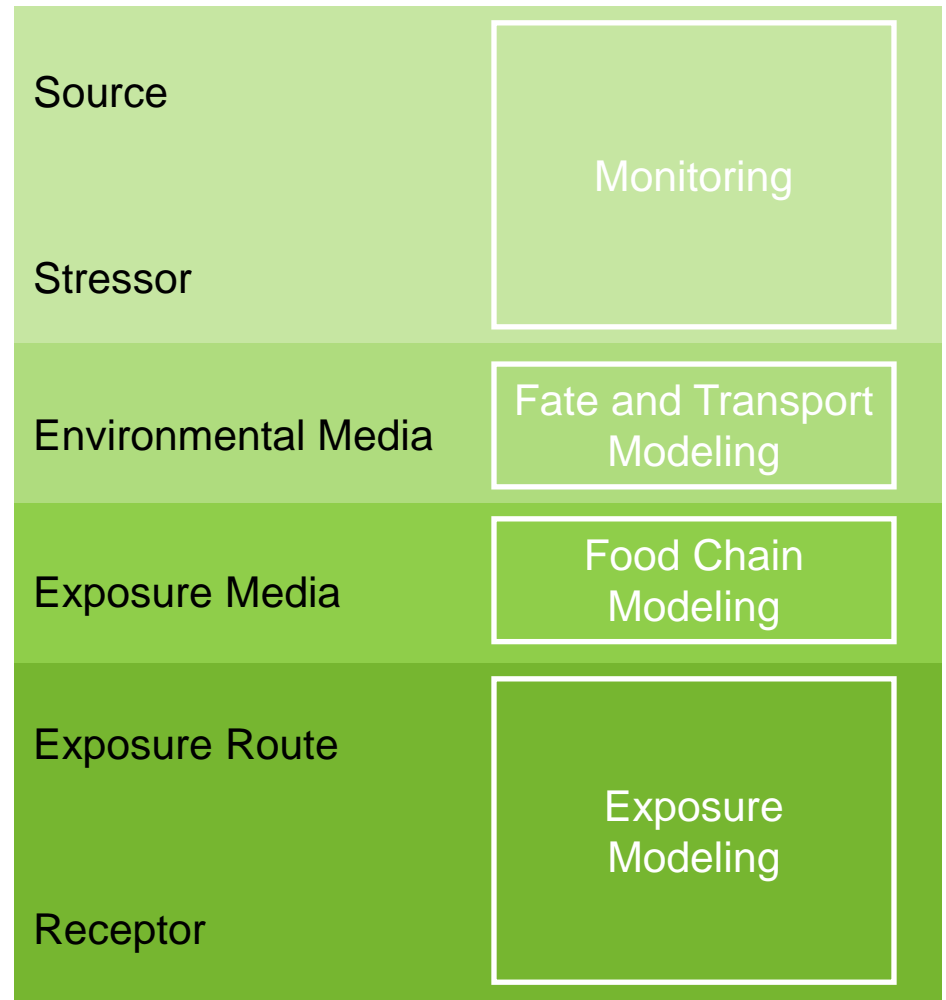 Source
Monitoring
Stressor
Environmental Media
Fate and Transport
Modeling
Exposure Media
Food Chain
Modeling
Exposure Route
Exposure
Modeling
Receptor